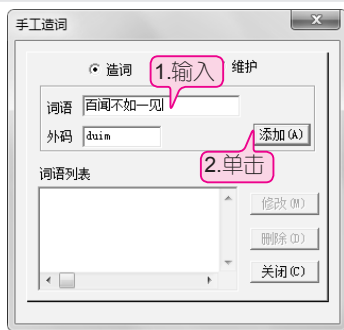 手工造词
造词 1.输入 维护
词语 百闻不如一见
外码 duim 添加(A)
2.单击
词语列表
修改(M)
删除(D)
关闭(C)